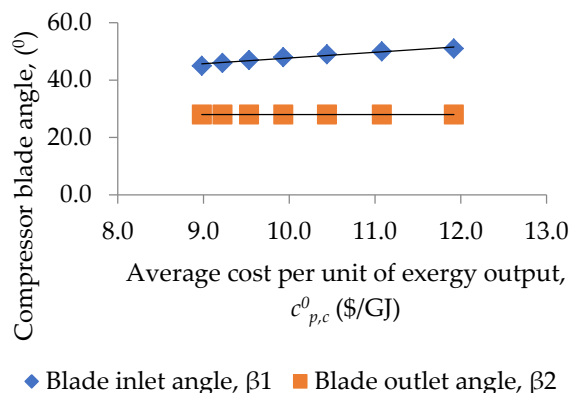 Compressor blade angle, (⁰)
60.0
40.0
20.0
0.0
8.0 9.0 10.0 11.0 12.0 13.0
Average cost per unit of exergy output,
c⁰p,c ($/GJ)
Blade inlet angle, β1 Blade outlet angle, β2